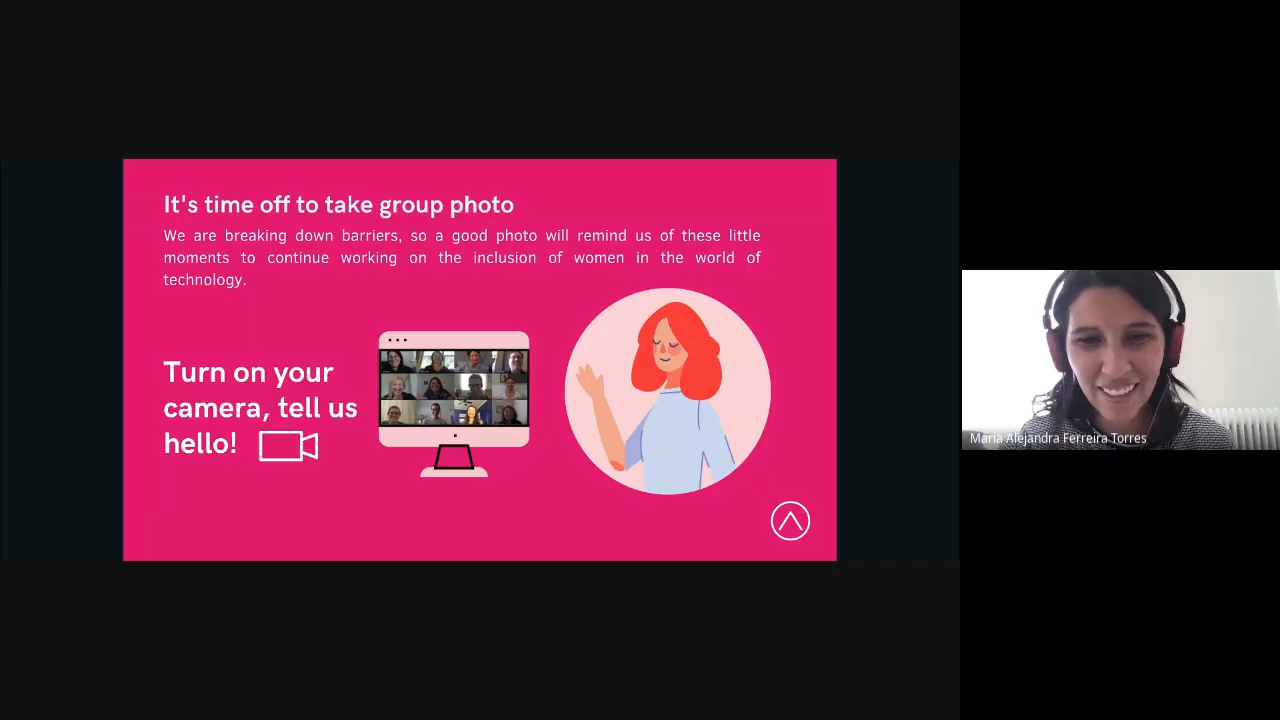 It's time off to take group photo
We are breaking down barriers, so a good photo will remind us of these little
moments to continue working on the inclusion of women in the world of
technology.
Turn on your
camera, tell us
hello!
Maria Alejandra Ferreira Torres